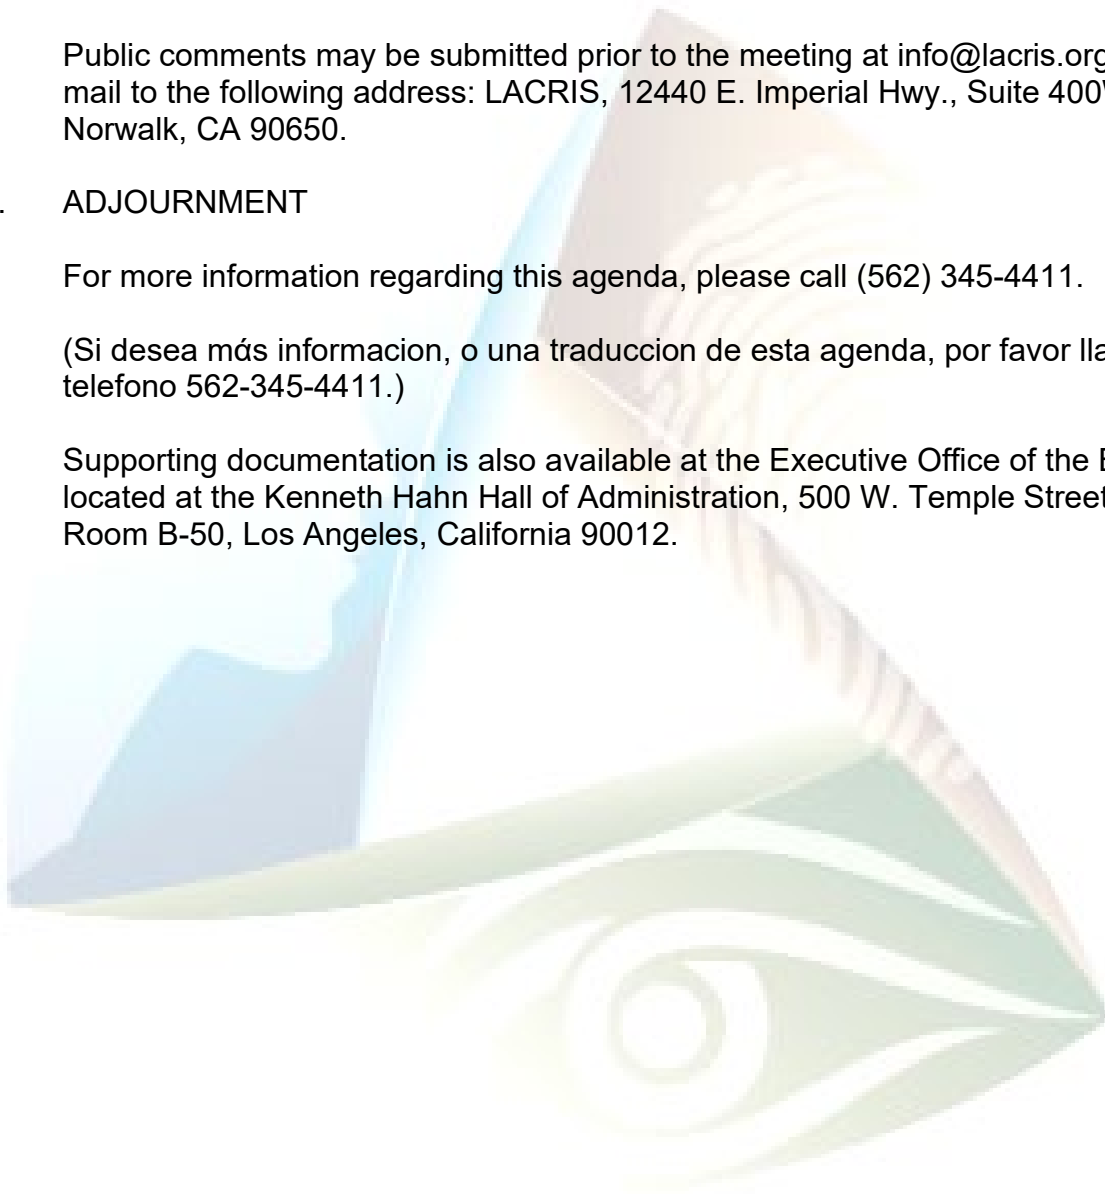 Public comments may be submitted prior to the meeting at info@lacris.org
mail to the following address: LACRIS, 12440 E. Imperial Hwy., Suite 400
Norwalk, CA 90650.
. ADJOURNMENT
For more information regarding this agenda, please call (562) 345-4411.
(Si desea mάs informacion, o una traduccion de esta agenda, por favor
telefono 562-345-4411.)
Supporting documentation is also available at the Executive Office of the
located at the Kenneth Hahn Hall of Administration, 500 W. Temple Street
Room B-50, Los Angeles, California 90012.